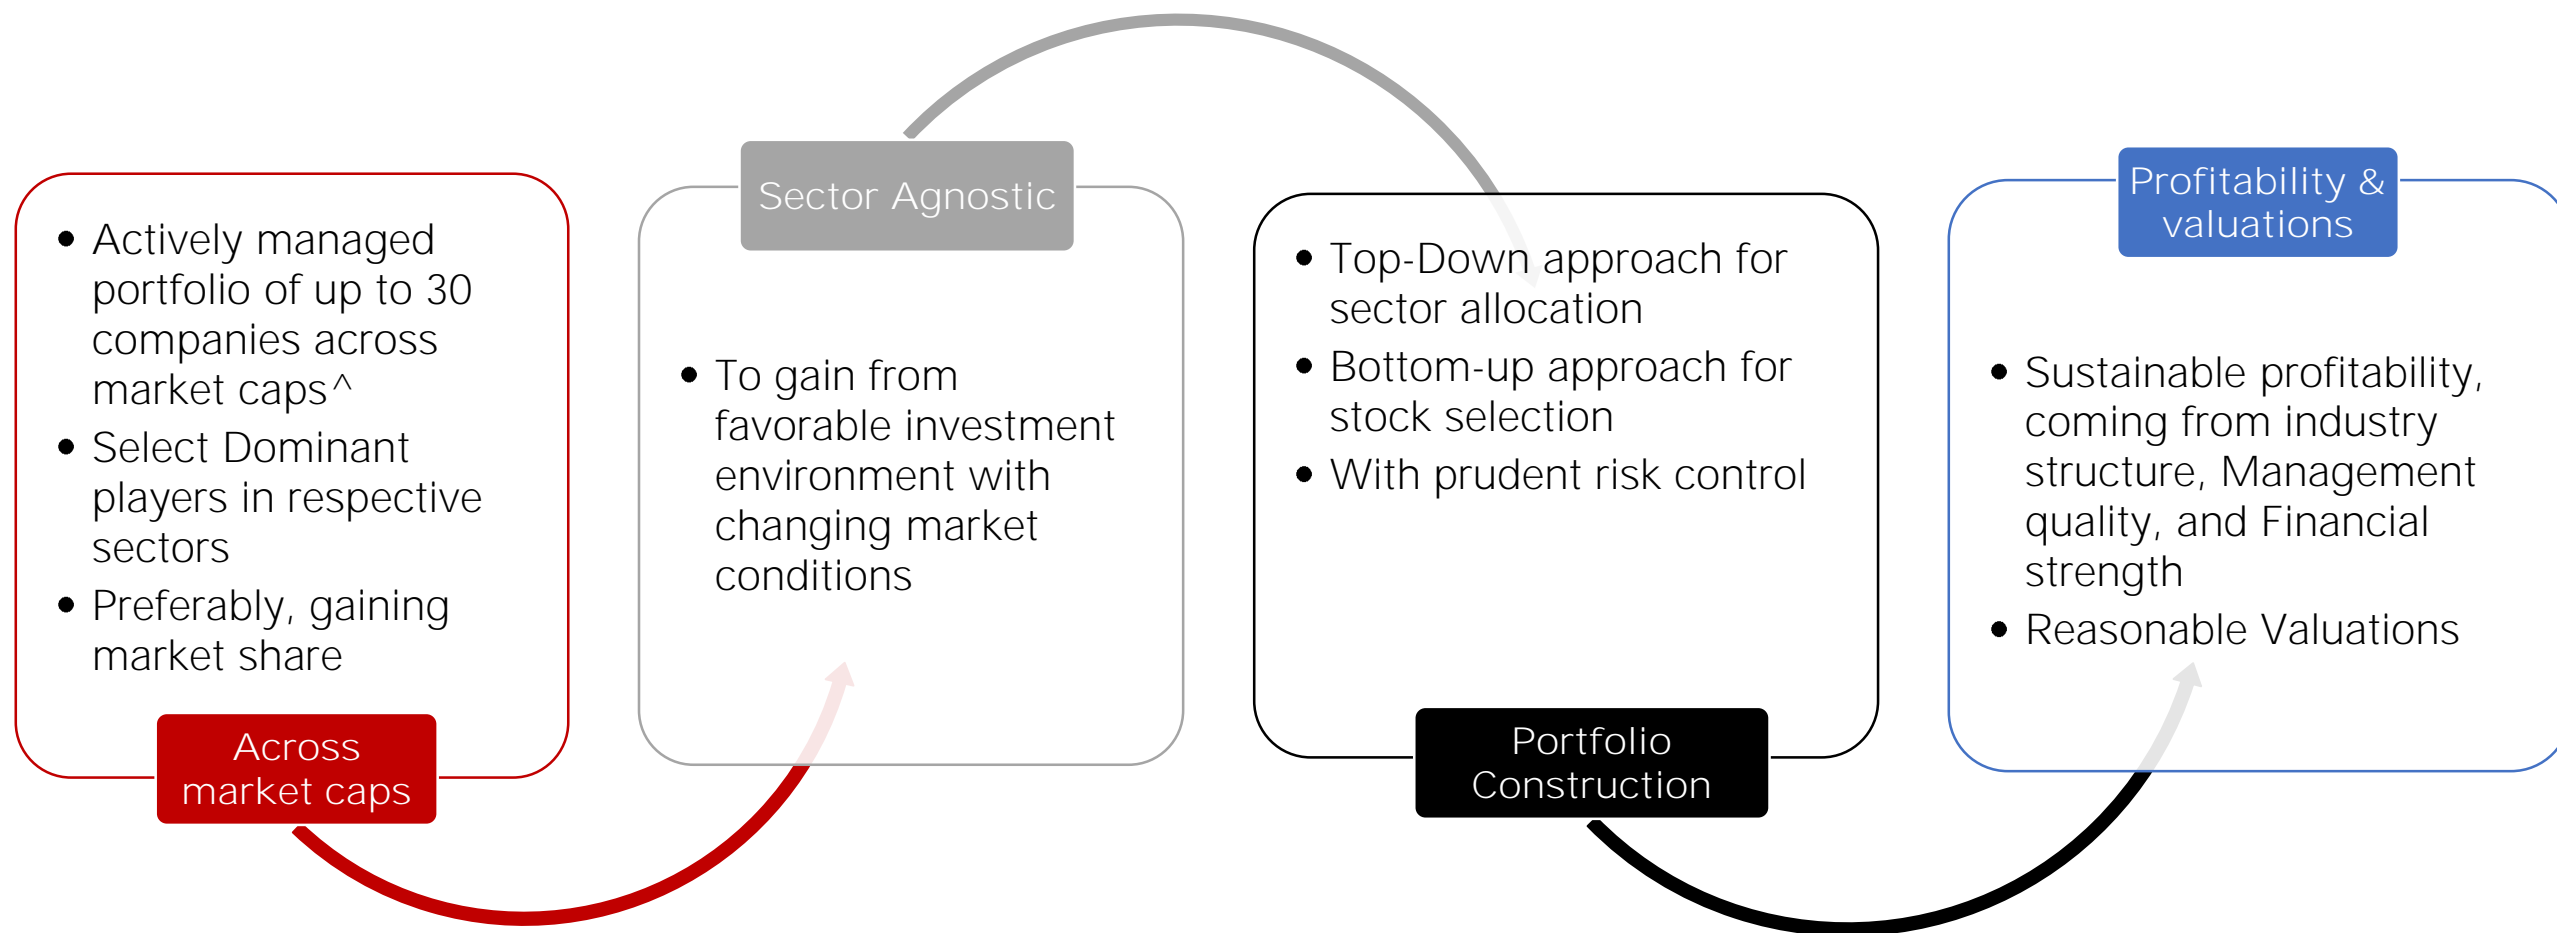 • Actively managed
portfolio of up to 30
companies across
market caps^
• Select Dominant
players in respective
sectors
• Preferably, gaining
market share
Across
market caps
Sector Agnostic
• To gain from
favorable investment
environment with
changing market
conditions
• Top-Down approach for
sector allocation
• Bottom-up approach for
stock selection
• With prudent risk control
Portfolio
Construction
Profitability &
valuations
• Sustainable profitability,
coming from industry
structure, Management
quality, and Financial
strength
• Reasonable Valuations